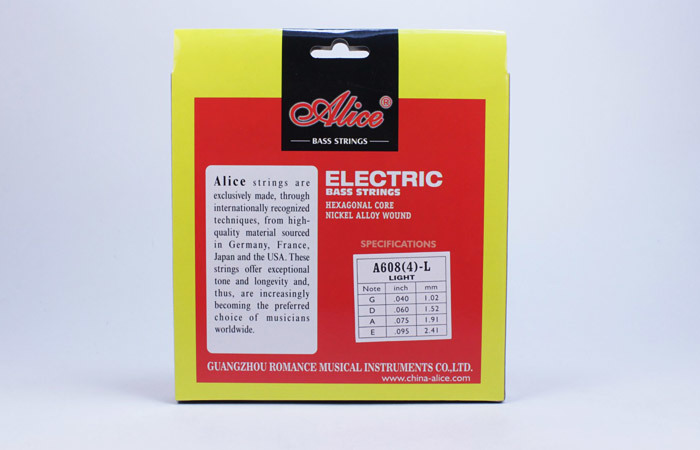 Alice®
BASS STRINGS
Alice strings are
exclusively made, through
internationally recognized
techniques, from high-
quality material sourced
in Germany, France,
Japan and the USA. These
strings offer exceptional
tone and longevity and,
thus, are increasingly
becoming the preferred
choice of musicians
worldwide.
ELECTRIC
BASS STRINGS
HEXAGONAL CORE
NICKEL ALLOY WOUND
SPECIFICATIONS
A608(4)-L
LIGHT
Note inch mm
G .040 1.02
D .060 1.52
A .075 1.91
E .095 2.41
GUANGZHOU ROMANCE MUSICAL INSTRUMENTS CO.,LTD.
www.china-alice.com